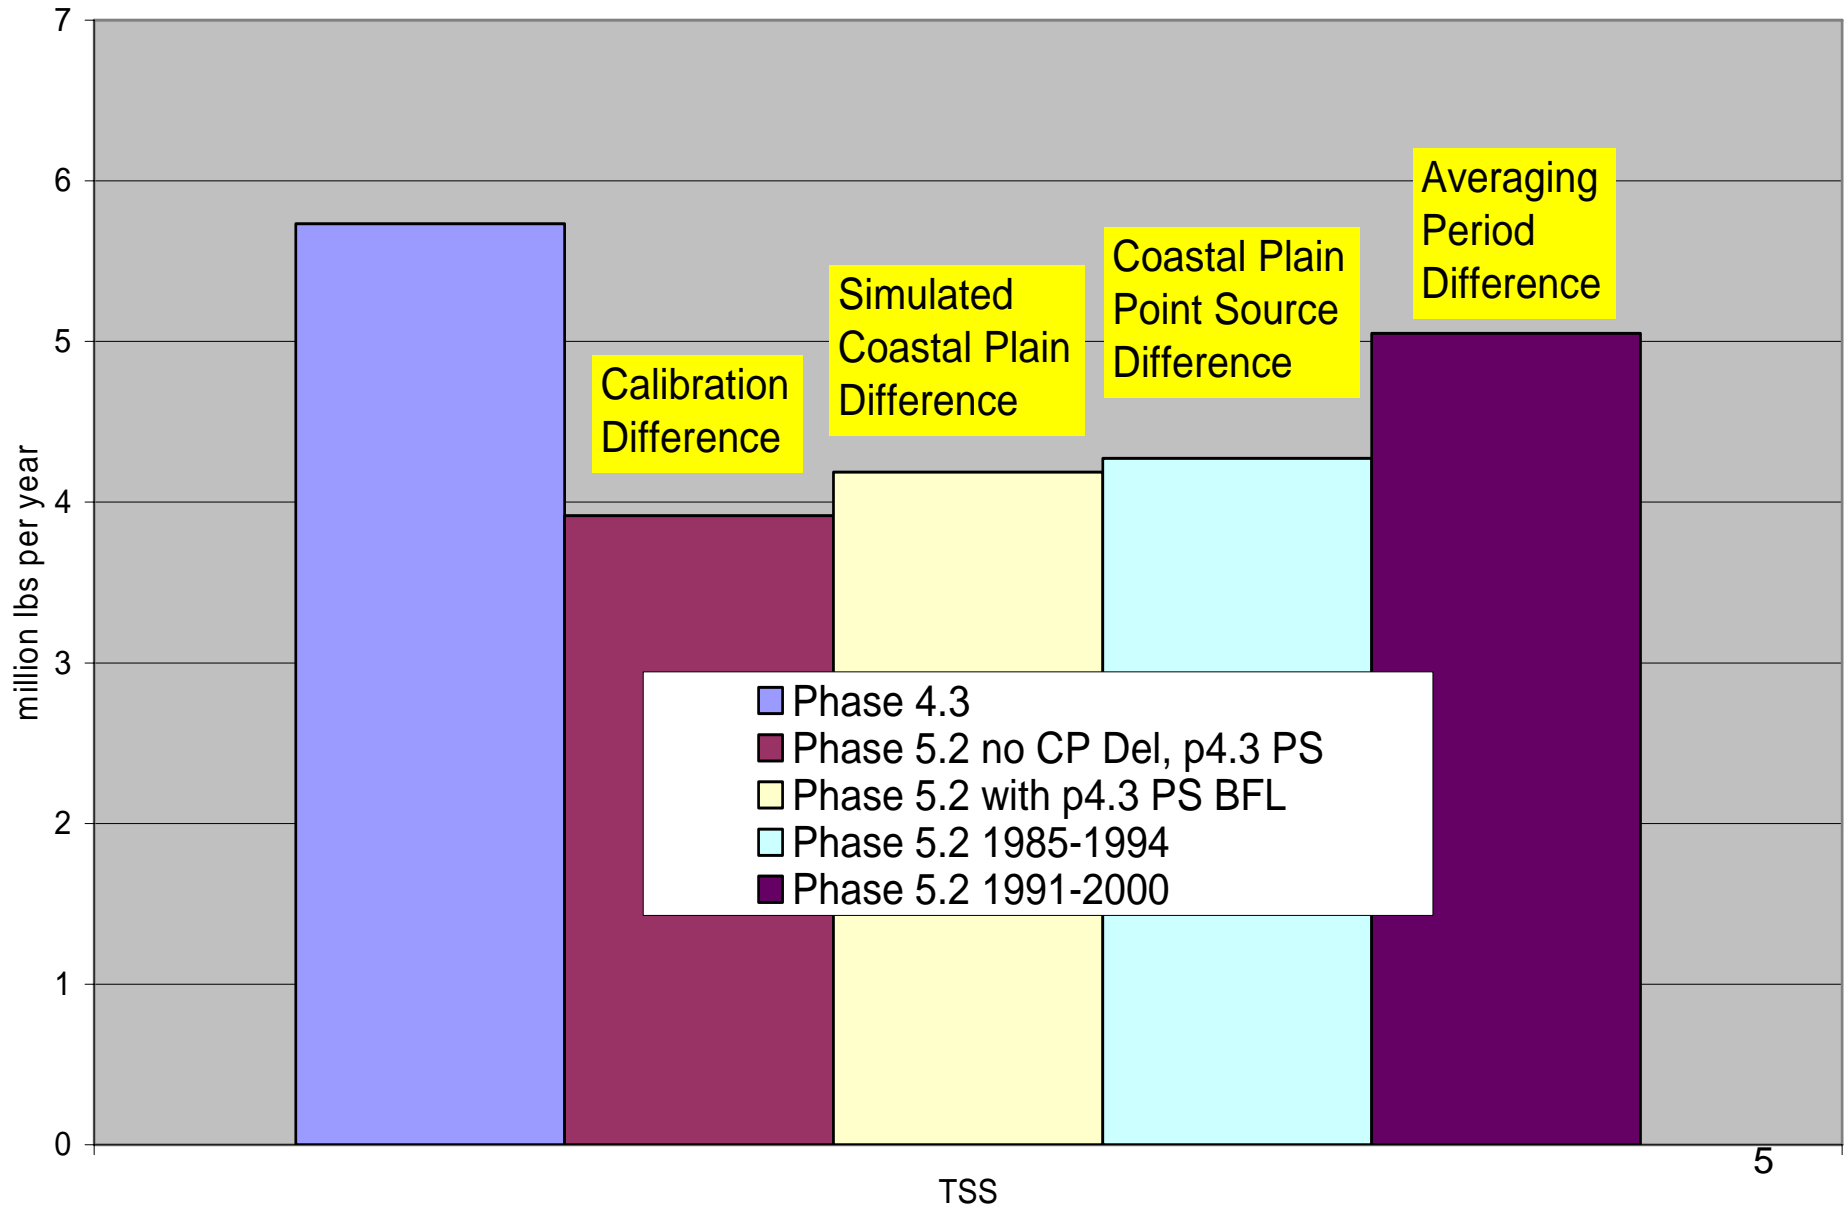 7
6
5
4
3
2
1
0
million lbs per year
Calibration
Difference
Simulated
Coastal Plain
Difference
Coastal Plain
Point Source
Difference
Averaging
Period
Difference
Phase 4.3
Phase 5.2 no CP Del, p4.3 PS
Phase 5.2 with p4.3 PS BFL
Phase 5.2 1985-1994
Phase 5.2 1991-2000
TSS
5